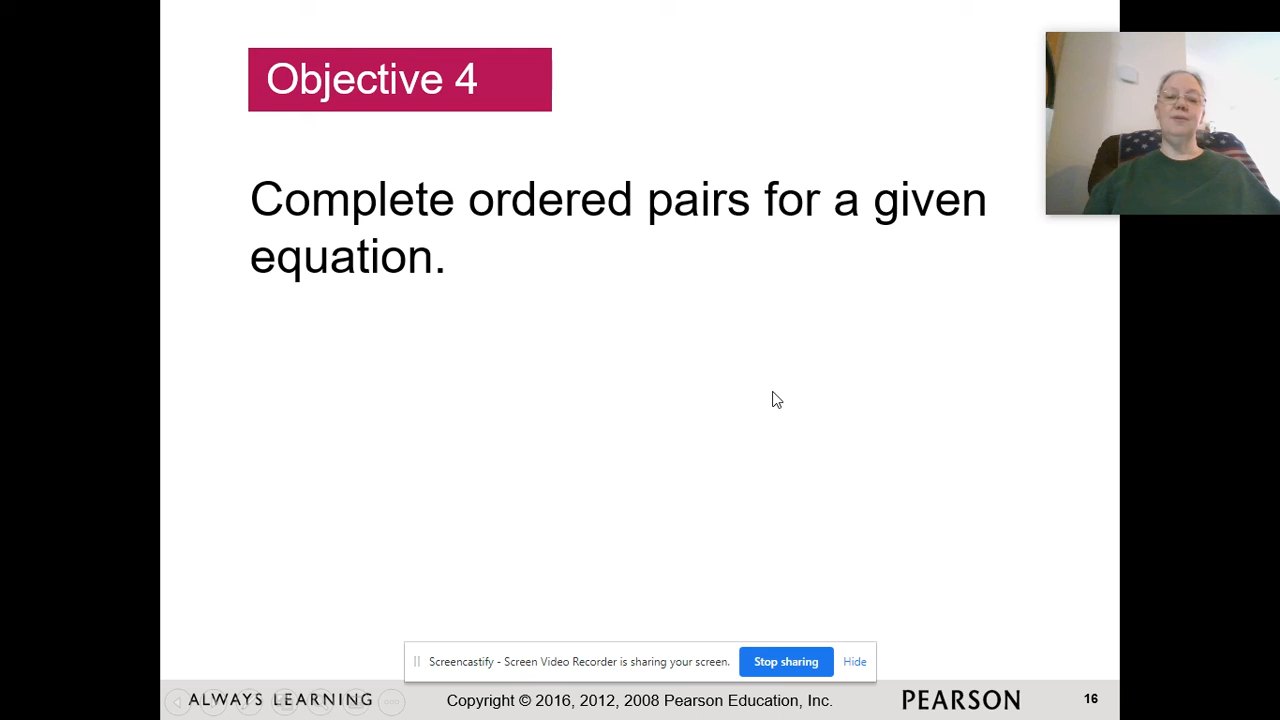 Objective 4
Complete ordered pairs for a given
equation.
Screencastify - Screen Video Recorder is sharing your screen. Stop sharing Hide
ALWAYS LEARNING Copyright © 2016, 2012, 2008 Pearson Education, Inc. PEARSON 16